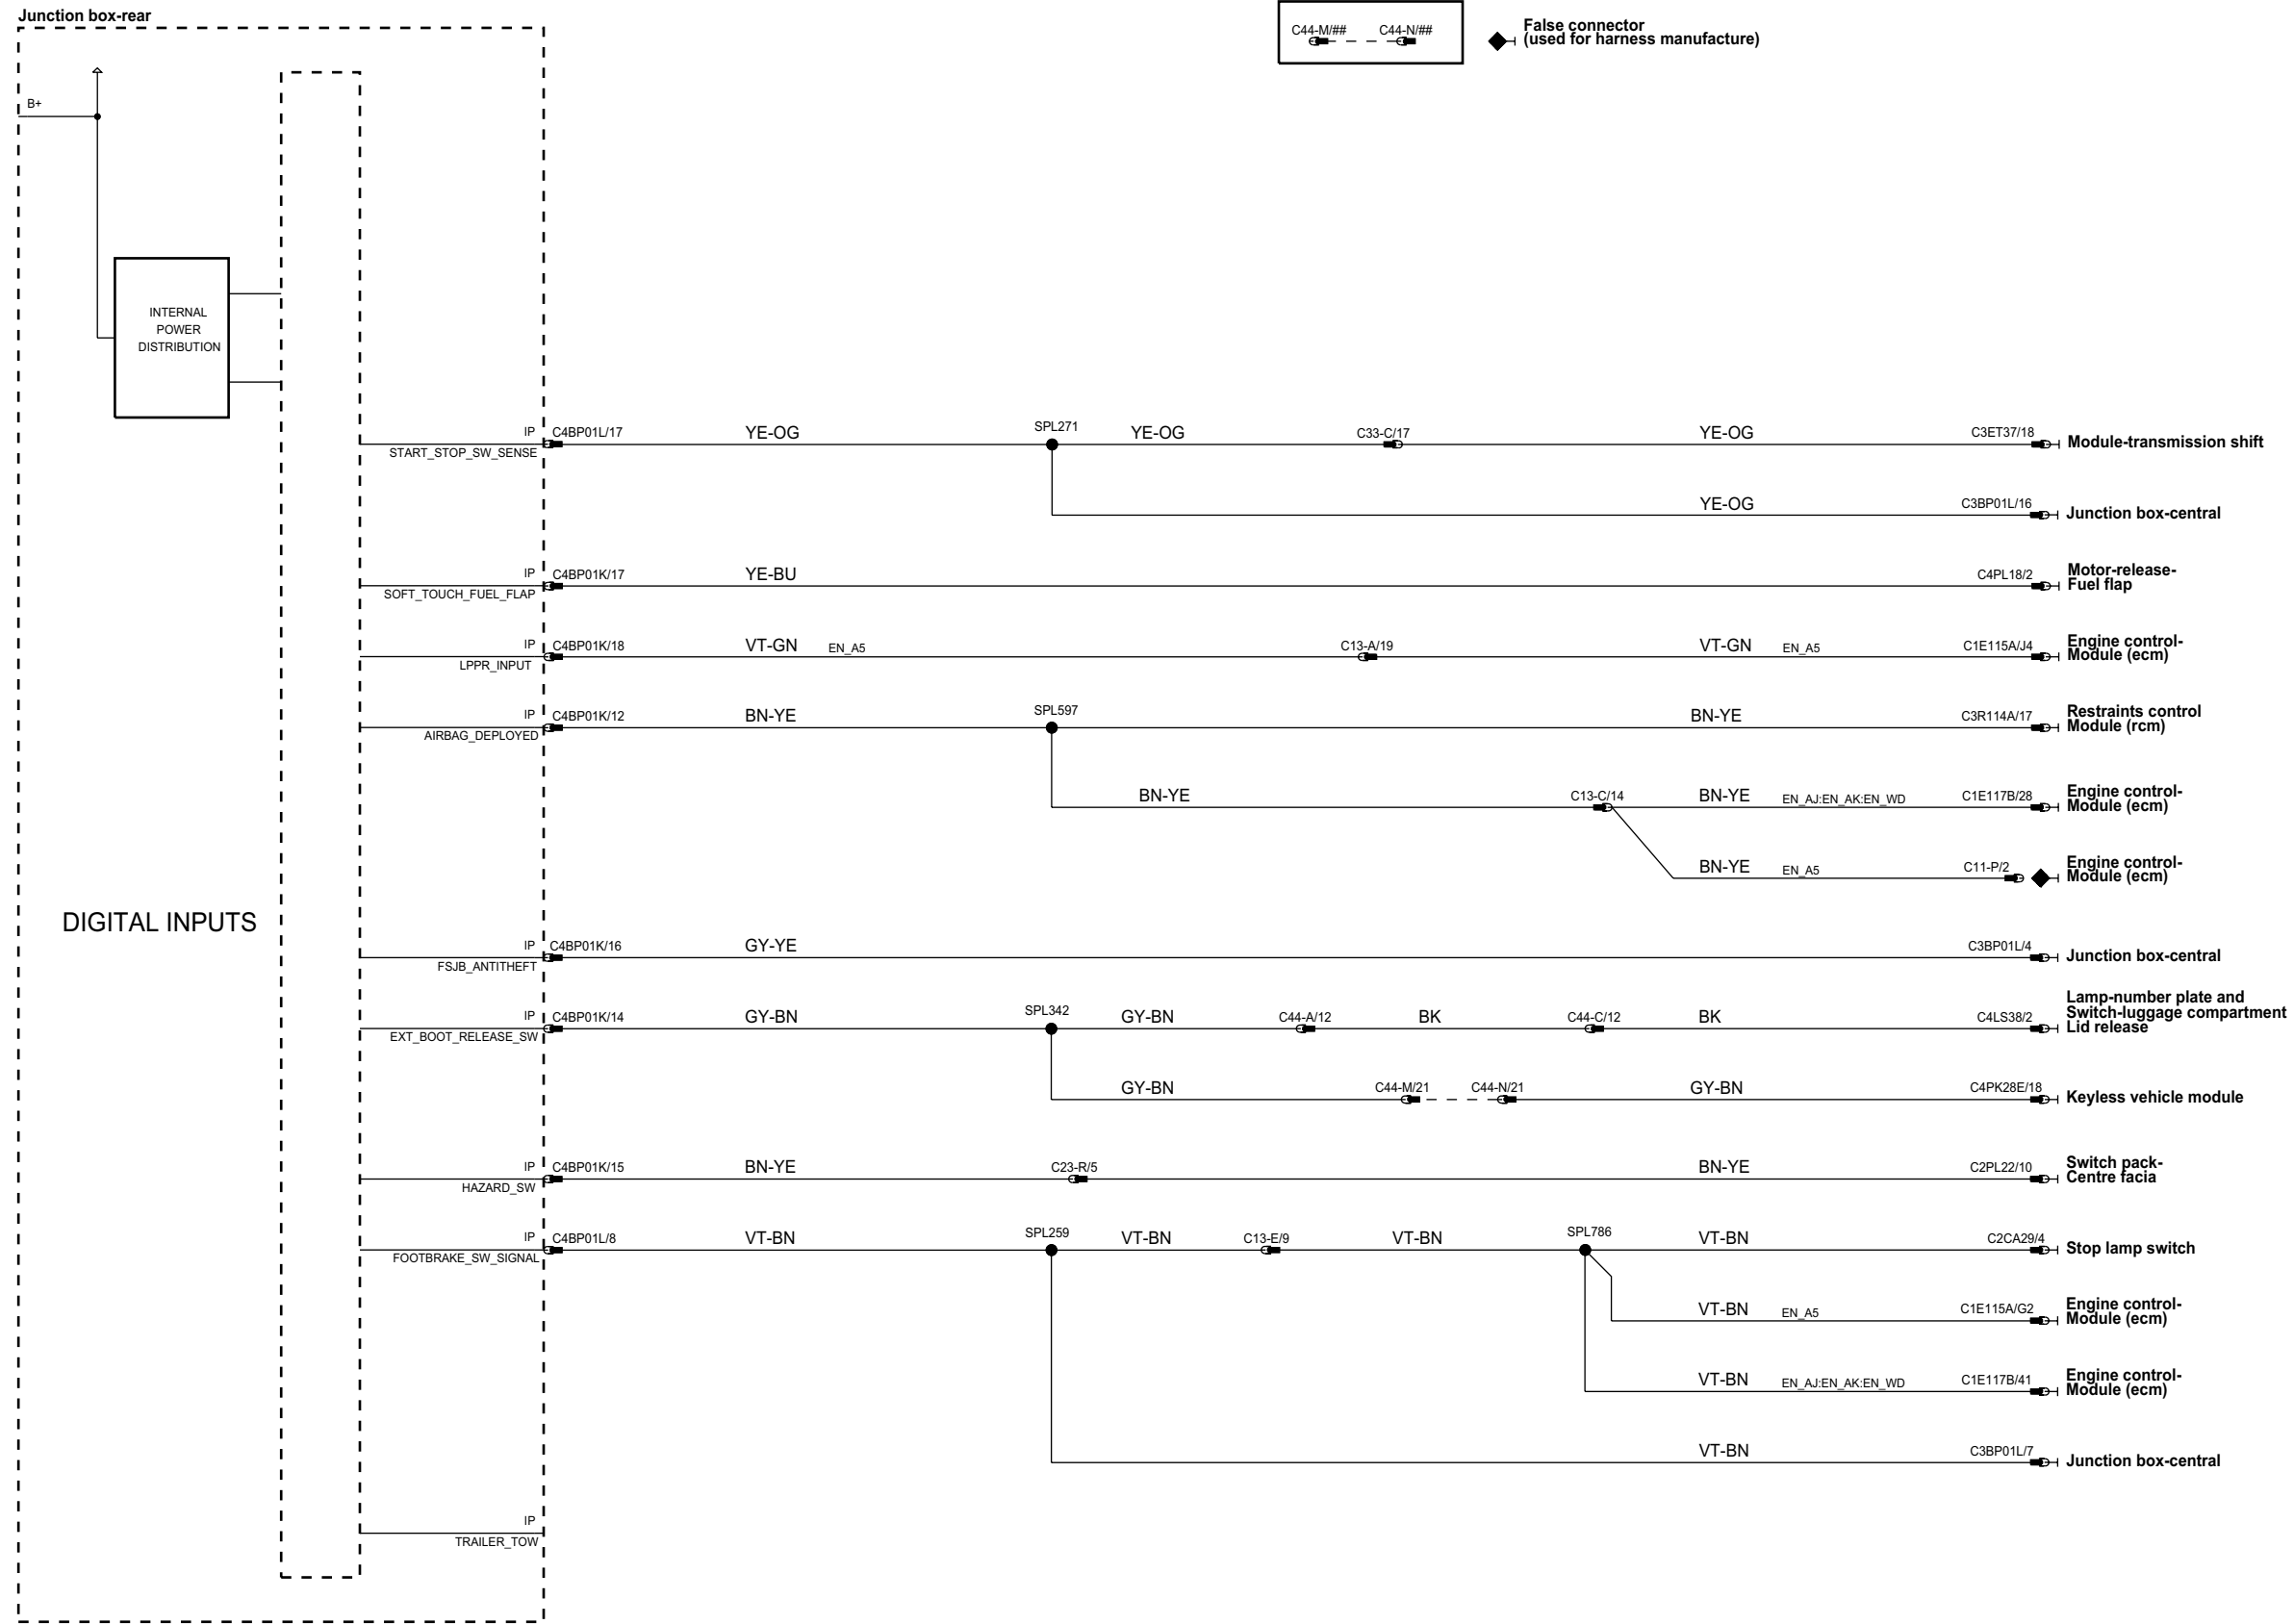 Junction box-rear
C44-M/## C44-N/##
False connector
(used for harness manufacture)
B+
INTERNAL
POWER
DISTRIBUTION
DIGITAL INPUTS
IP C4BP01L/17 YE-OG SPL271 YE-OG C33-C/17 YE-OG C3ET37/18 Module-transmission shift
START_STOP_SW_SENSE
YE-OG C3BP01L/16 Junction box-central
IP C4BP01K/17 YE-BU C4PL18/2 Motor-release-
Fuel flap
SOFT_TOUCH_FUEL_FLAP
IP C4BP01K/18 VT-GN EN_A5 C13-A/19 VT-GN EN_A5 C1E115A/J4 Engine control-
Module (ecm)
LPPR_INPUT
IP C4BP01K/12 BN-YE SPL597 BN-YE C3R114A/17 Restraints control
Module (rcm)
AIRBAG_DEPLOYED
BN-YE C13-C/14 BN-YE EN_AJ:EN_AK:EN_WD C1E117B/28 Engine control-
Module (ecm)
BN-YE EN_A5 C11-P/2 Engine control-
Module (ecm)
IP C4BP01K/16 GY-YE C3BP01L/4 Junction box-central
FSJB_ANTITHEFT
IP C4BP01K/14 GY-BN SPL342 GY-BN C44-A/12 BK C44-C/12 BK C4LS38/2 Lamp-number plate and
Switch-luggage compartment
Lid release
EXT_BOOT_RELEASE_SW
GY-BN C44-M/21 C44-N/21 GY-BN C4PK28E/18 Keyless vehicle module
IP C4BP01K/15 BN-YE C23-R/5 BN-YE C2PL22/10 Switch pack-
Centre facia
HAZARD_SW
IP C4BP01L/8 VT-BN SPL259 VT-BN C13-E/9 VT-BN SPL786 VT-BN C2CA29/4 Stop lamp switch
FOOTBRAKE_SW_SIGNAL
VT-BN EN_A5 C1E115A/G2 Engine control-
Module (ecm)
VT-BN EN_AJ:EN_AK:EN_WD C1E117B/41 Engine control-
Module (ecm)
VT-BN C3BP01L/7 Junction box-central
IP
TRAILER_TOW